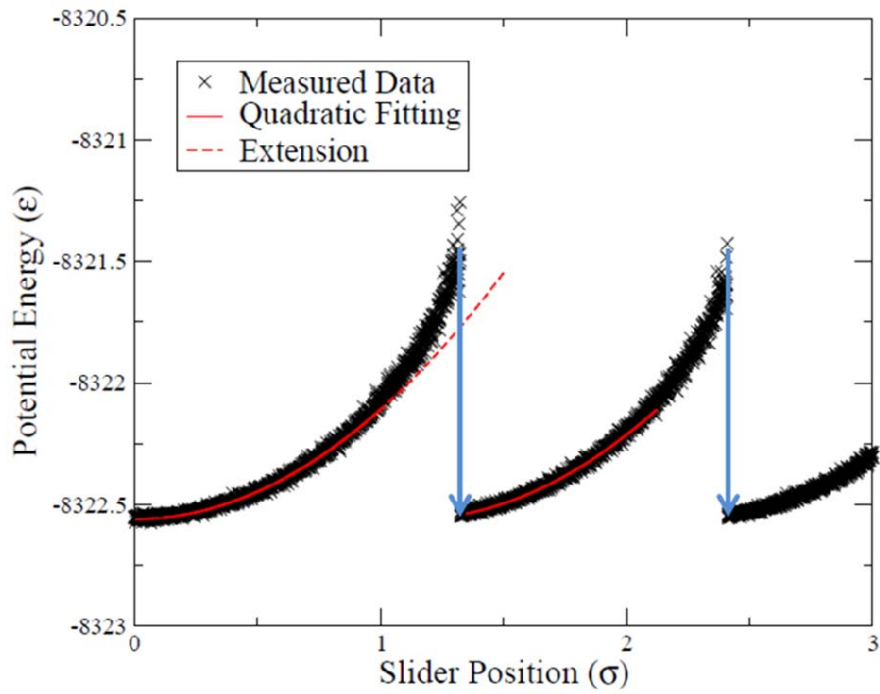 -8320.5
-8321
-8321.5
-8322
-8322.5
-8323
Potential Energy (ε)
Measured Data
Quadratic Fitting
Extension
0
1
2
3
Slider Position (σ)